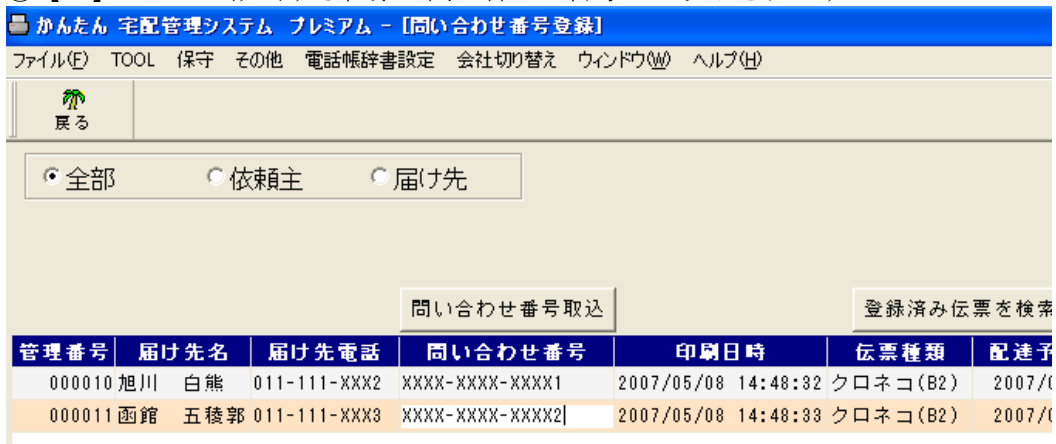 かんたん 宅配管理システム プレミアム - [問い合わせ番号登録]
ファイル(F) TOOL 保守 その他 電話帳辞書設定 会社切り替え ウィンドウ(W) ヘルプ(H)
戻る
全部 依頼主 届け先
問い合わせ番号取込 登録済み伝票を検索
管理番号 届け先名 届け先電話 問い合わせ番号 印刷日時 伝票種類 配達予
000010 旭川 白熊 011-111-XXX2 XXXX-XXXX-XXXX1 2007/05/08 14:48:32 クロネコ(B2) 2007/0
000011 函館 五稜郭 011-111-XXX3 XXXX-XXXX-XXXX2 2007/05/08 14:48:33 クロネコ(B2) 2007/0